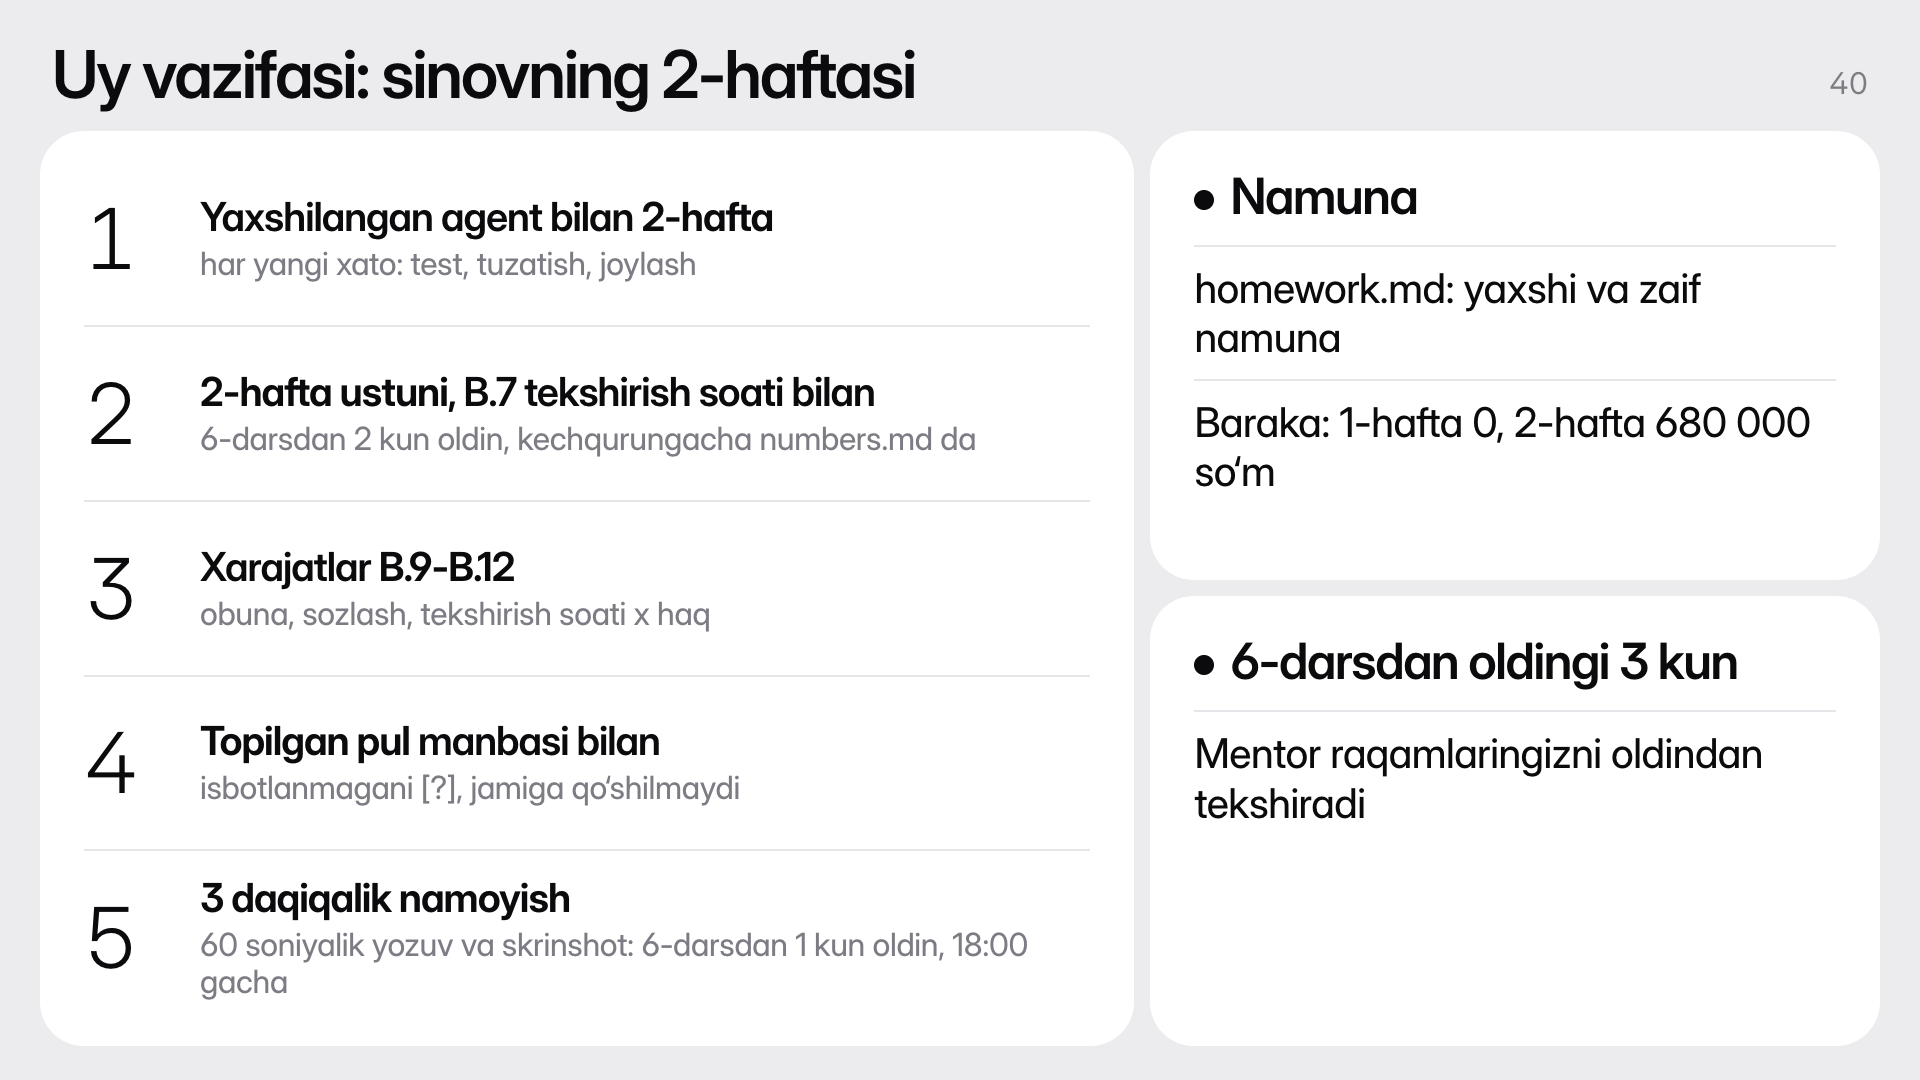 Uy vazifasi: sinovning 2-haftasi
40
1
Yaxshilangan agent bilan 2-hafta
har yangi xato: test, tuzatish, joylash
2
2-hafta ustuni, B.7 tekshirish soati bilan
6-darsdan 2 kun oldin, kechqurungacha numbers.md da
3
Xarajatlar B.9-B.12
obuna, sozlash, tekshirish soati x haq
4
Topilgan pul manbasi bilan
isbotlanmagani [?], jamiga qo‘shilmaydi
5
3 daqiqalik namoyish
60 soniyalik yozuv va skrinshot: 6-darsdan 1 kun oldin, 18:00
gacha
• Namuna
homework.md: yaxshi va zaif
namuna
Baraka: 1-hafta 0, 2-hafta 680 000
so‘m
• 6-darsdan oldingi 3 kun
Mentor raqamlaringizni oldindan
tekshiradi